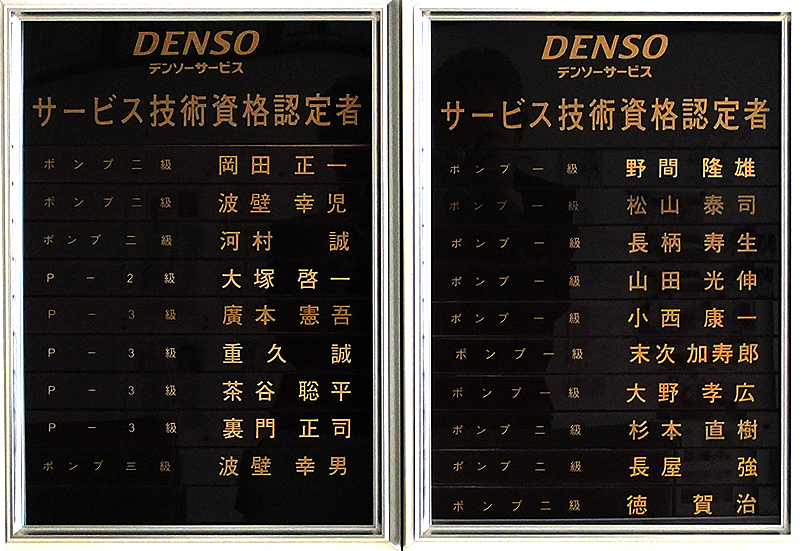 DENSO
デンソーサービス
サービス技術資格認定者
ポンプ二級 岡田正一
ポンプ二級 波壁幸児
ポンプ二級 河村誠
P－2級 大塚啓一
P－3級 廣本憲吾
P－3級 重久誠
P－3級 茶谷聡平
P－3級 裏門正司
ポンプ三級 波壁幸男
DENSO
デンソーサービス
サービス技術資格認定者
ポンプ一級 野間隆雄
ポンプ一級 松山泰司
ポンプ一級 長柄寿生
ポンプ一級 山田光伸
ポンプ一級 小西康一
ポンプ一級 末次加寿郎
ポンプ一級 大野孝広
ポンプ二級 杉本直樹
ポンプ二級 長屋強
ポンプ二級 徳賀治